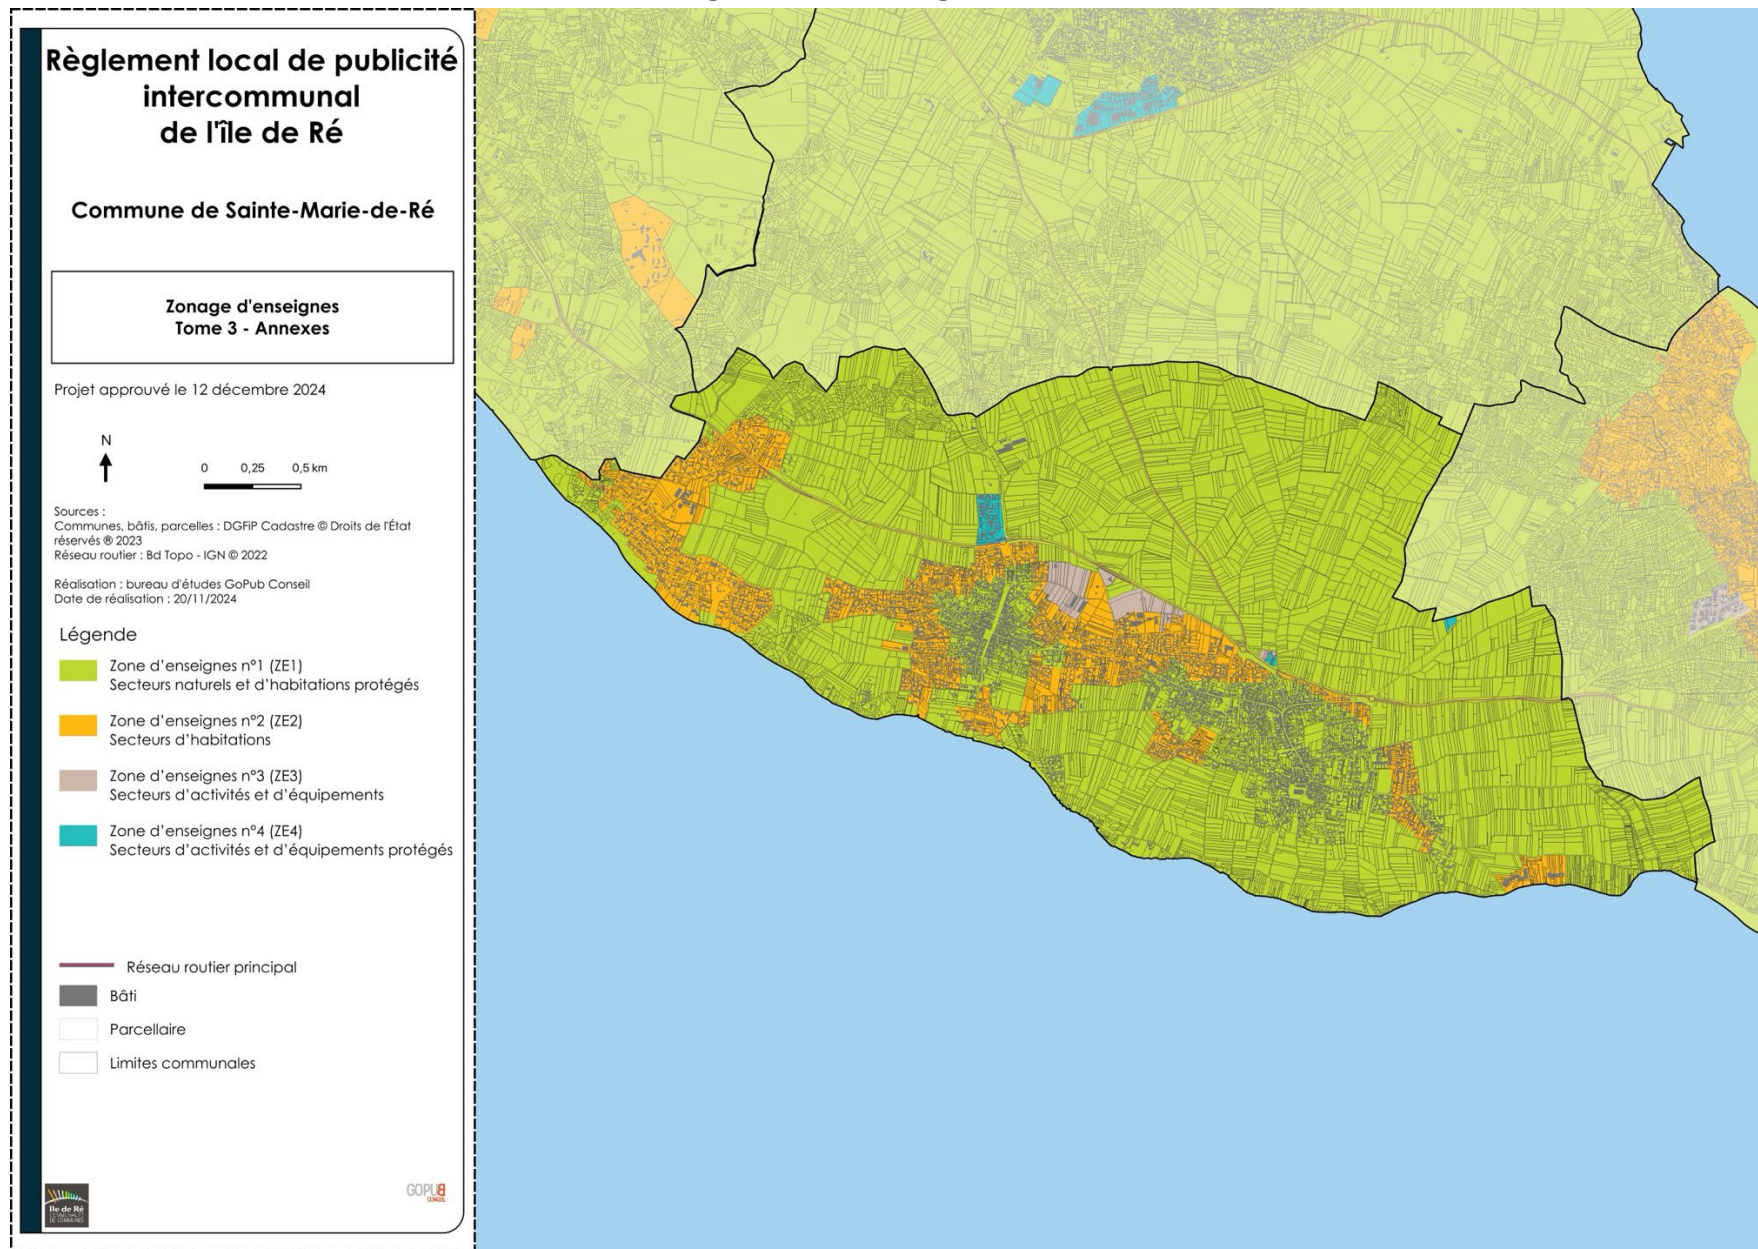 Règlement local de publicité
intercommunal
de l'île de Ré
Commune de Sainte-Marie-de-Ré
Zonage d'enseignes
Tome 3 - Annexes
Projet approuvé le 12 décembre 2024
N
0 0,25 0,5 km
Sources :
Communes, bâtis, parcelles : DGFiP Cadastre © Droits de l'État
réservés ® 2023
Réseau routier : Bd Topo - IGN © 2022
Réalisation : bureau d'études GoPub Conseil
Date de réalisation : 20/11/2024
Légende
Zone d'enseignes n°1 (ZE1)
Secteurs naturels et d'habitations protégés
Zone d'enseignes n°2 (ZE2)
Secteurs d'habitations
Zone d'enseignes n°3 (ZE3)
Secteurs d'activités et d'équipements
Zone d'enseignes n°4 (ZE4)
Secteurs d'activités et d'équipements protégés
Réseau routier principal
Bâti
Parcellaire
Limites communales
Ile de Ré
COMMUNAUTÉ
DE COMMUNES
GOPUB
CONSEIL